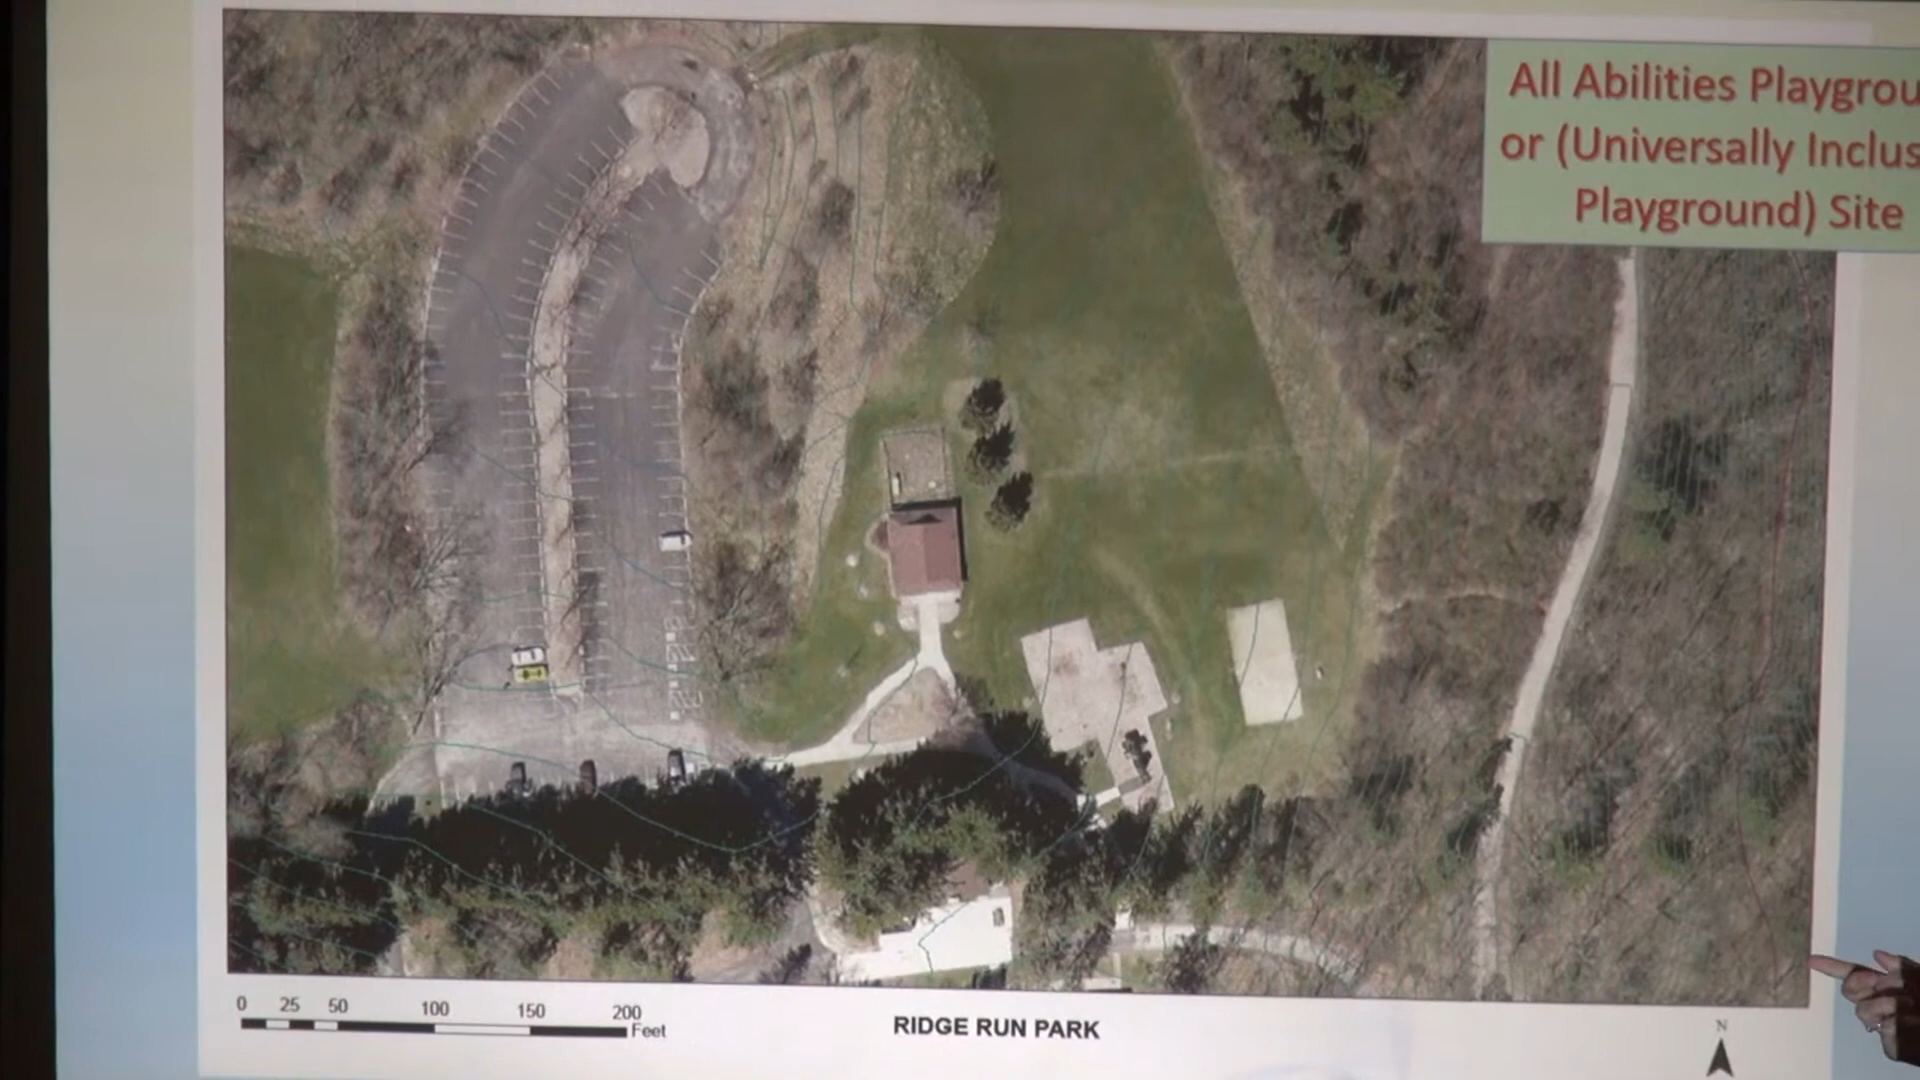 All Abilities Playgrou
or (Universally Inclus
Playground) Site
0 25 50 100 150 200
Feet
RIDGE RUN PARK
N